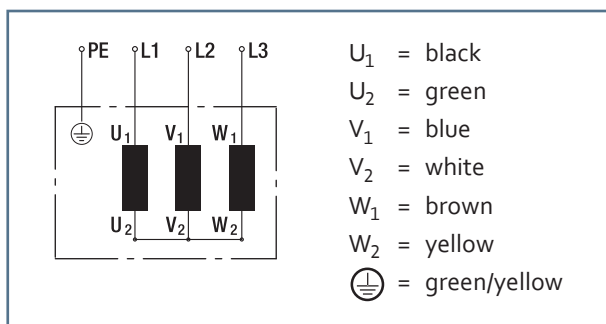 PE L1 L2 L3
U₁ V₁ W₁
U₂ V₂ W₂
U₁ = black
U₂ = green
V₁ = blue
V₂ = white
W₁ = brown
W₂ = yellow
= green/yellow